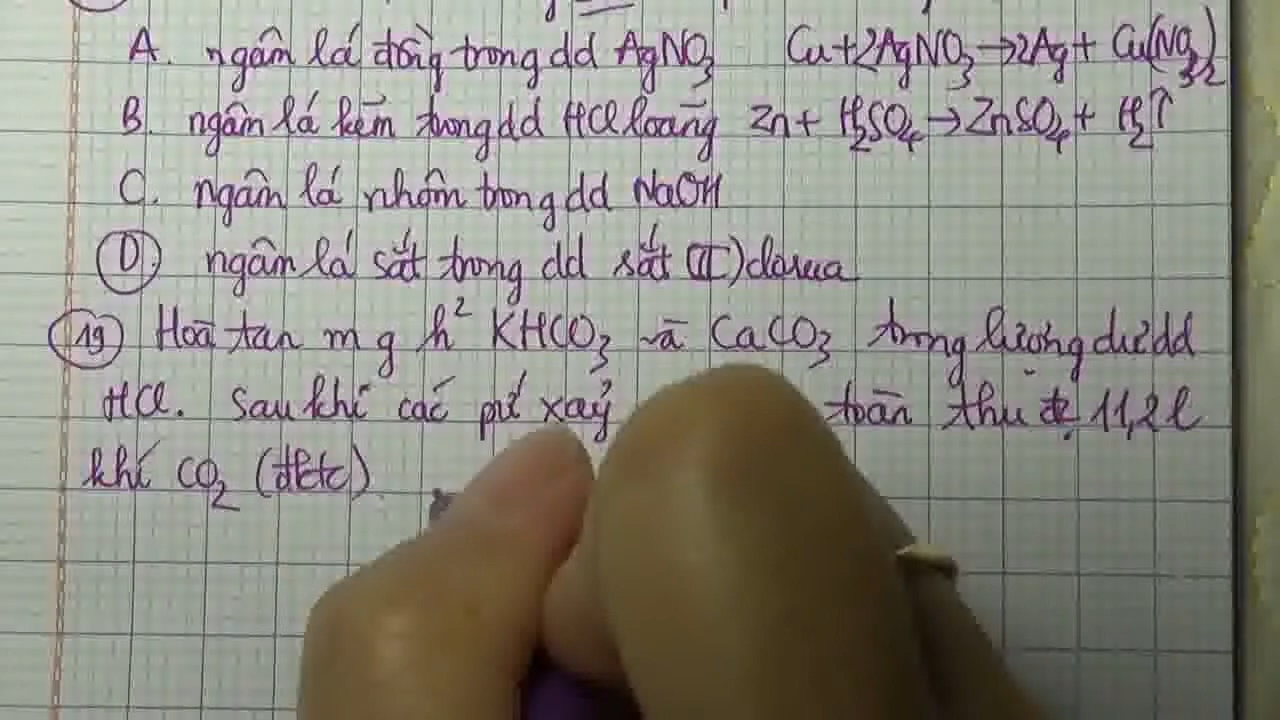 A. ngâm lá đồng trong dd AgNO3 Cu+2AgNO3→2Ag+ Cu(NO3)2
B. ngâm lá kẽm trong dd HCl loãng Zn+ H2SO4→ZnSO4+ H2↑
C. ngâm lá nhôm trong dd NaOH
D. ngâm lá sắt trong dd sắt (II) clorua
19 Hoà tan m g h² KHCO3 và CaCO3 trong lượng dư dd
HCl. Sau khi các pứ xảy toàn thu đc 11,2l
khí CO2 (đktc)